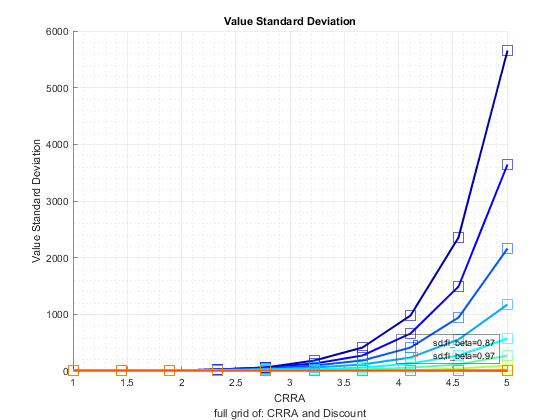 Value Standard Deviation
6000
5000
4000
3000
2000
1000
0
Value Standard Deviation
sd:fl_beta=0.87
sd:fl_beta=0.97
1
1.5
2
2.5
3
3.5
4
4.5
5
CRRA
full grid of: CRRA and Discount